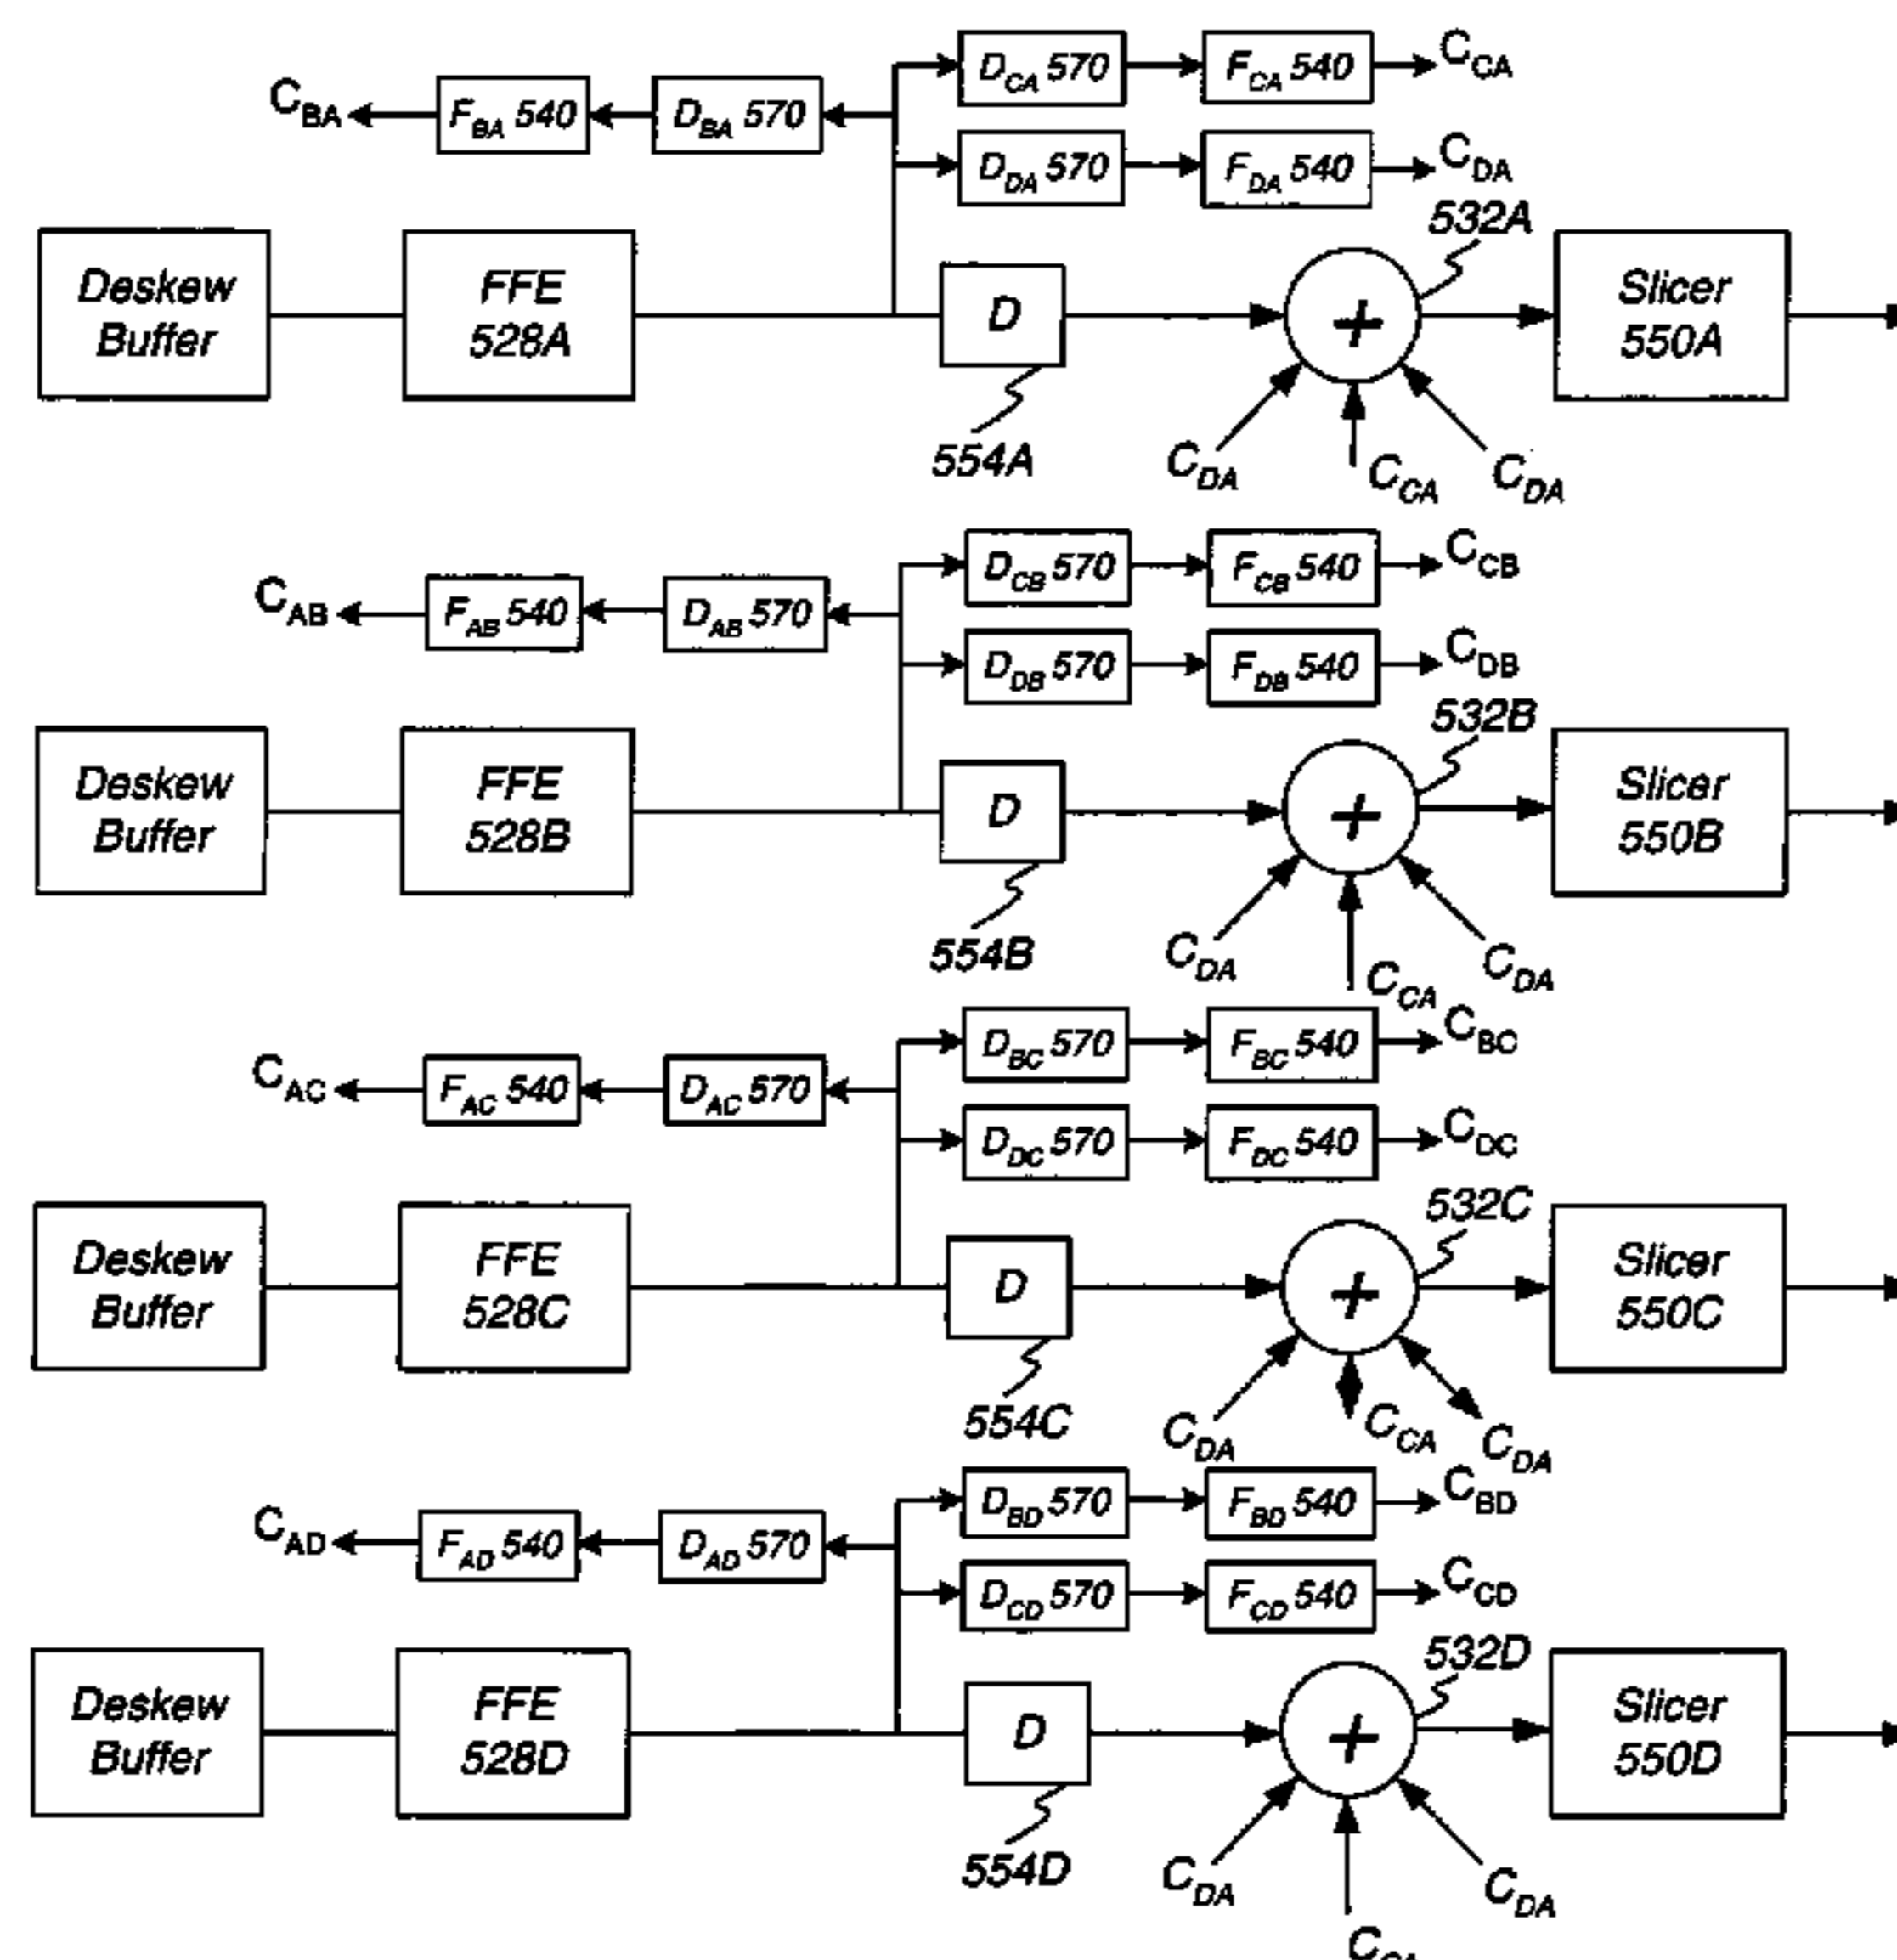 C_BA F_BA 540 D_BA 570 D_CA 570 F_CA 540 C_CA
D_DA 570 F_DA 540 C_DA
532A
Deskew Buffer
FFE 528A
D
+
Slicer 550A
554A
C_DA C_CA C_DA
C_AB F_AB 540 D_AB 570 D_CB 570 F_CB 540 C_CB
D_DB 570 F_DB 540 C_DB
532B
Deskew Buffer
FFE 528B
D
+
Slicer 550B
554B
C_DA C_CA C_DA
C_AC F_AC 540 D_AC 570 D_BC 570 F_BC 540 C_BC
D_DC 570 F_DC 540 C_DC
532C
Deskew Buffer
FFE 528C
D
+
Slicer 550C
554C
C_DA C_CA C_DA
C_AD F_AD 540 D_AD 570 D_BD 570 F_BD 540 C_BD
D_CD 570 F_CD 540 C_CD
532D
Deskew Buffer
FFE 528D
D
+
Slicer 550D
554D
C_DA C_DA